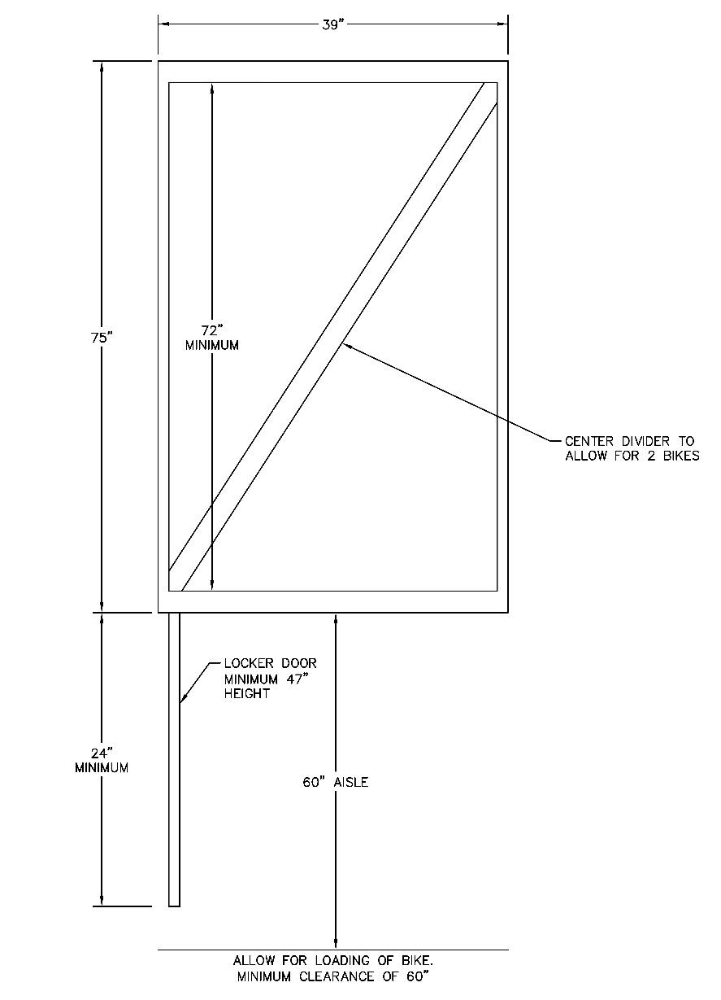 39"
72"
MINIMUM
75"
CENTER DIVIDER TO
ALLOW FOR 2 BIKES
LOCKER DOOR
MINIMUM 47"
HEIGHT
24"
MINIMUM
60" AISLE
ALLOW FOR LOADING OF BIKE.
MINIMUM CLEARANCE OF 60"